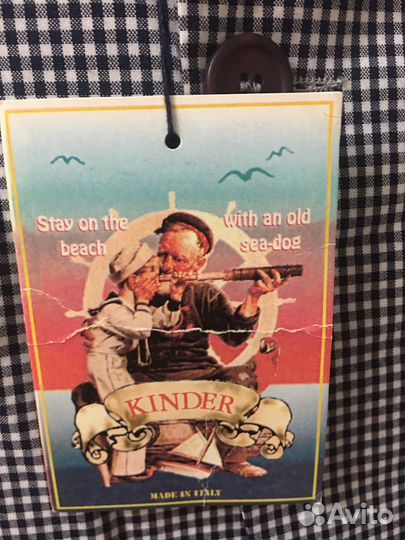 Stay on the
beach
with an old
sea-dog
KINDER
MADE IN ITALY
Avito